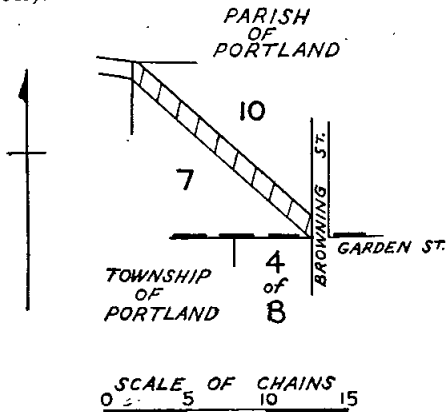 PARISH
OF
PORTLAND
10
7
BROWNING ST.
GARDEN ST.
4
of
B
TOWNSHIP
OF
PORTLAND
SCALE OF CHAINS
0 5 10 15